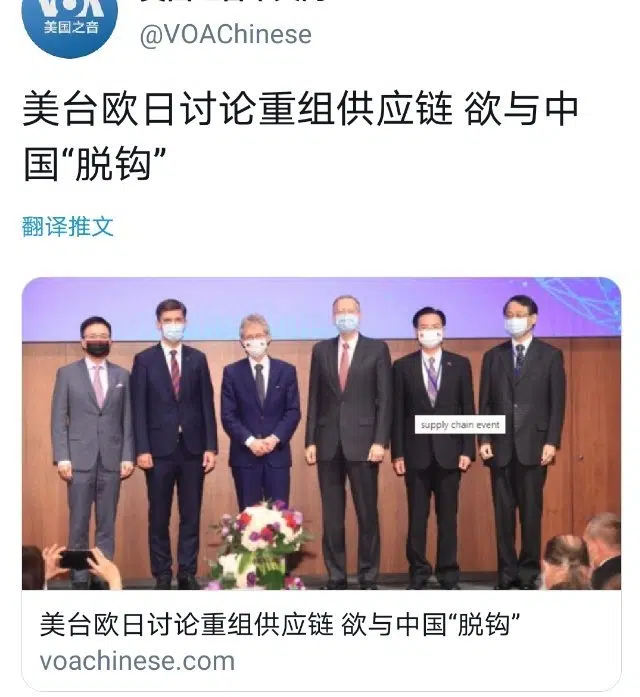 VOA
美国之音
@VOAChinese
美台欧日讨论重组供应链 欲与中
国“脱钩”
翻译推文
supply chain event
美台欧日讨论重组供应链 欲与中国“脱钩”
voachinese.com